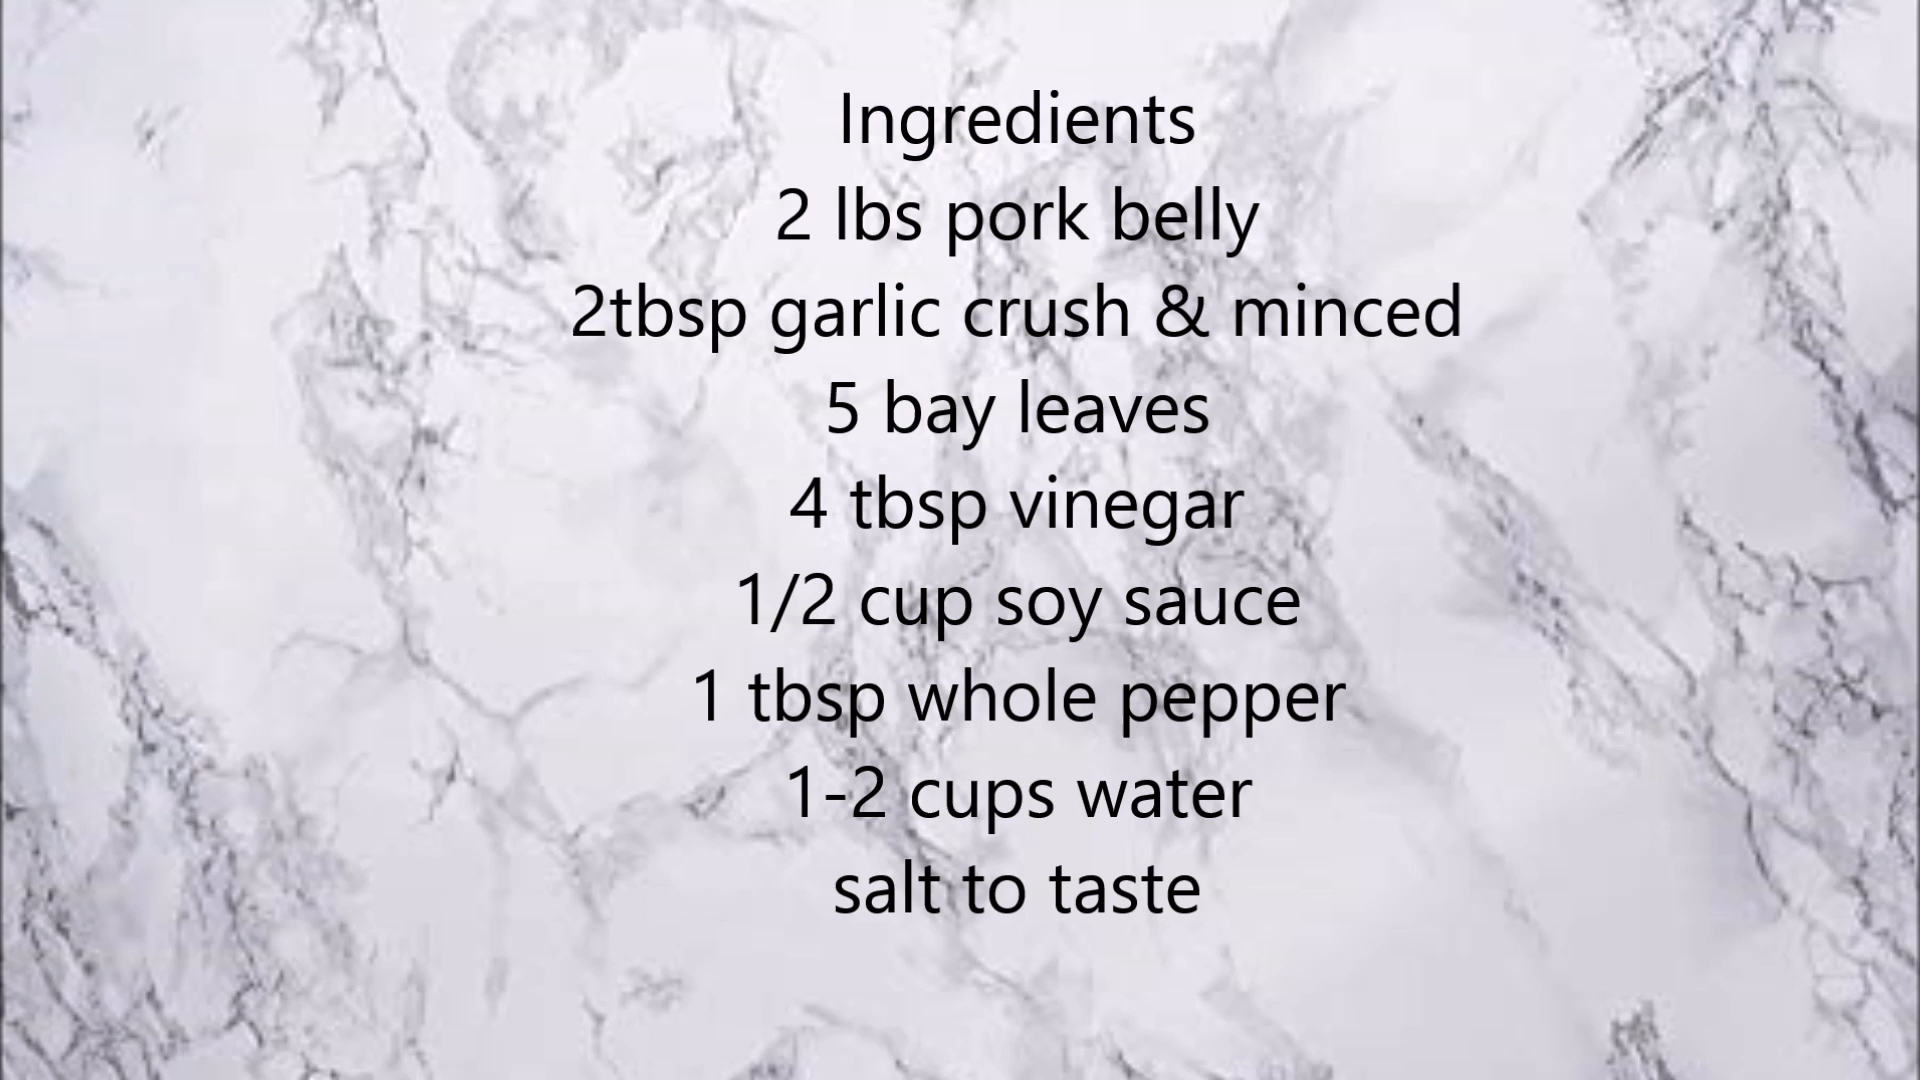 Ingredients
2 lbs pork belly
2tbsp garlic crush & minced
5 bay leaves
4 tbsp vinegar
1/2 cup soy sauce
1 tbsp whole pepper
1-2 cups water
salt to taste